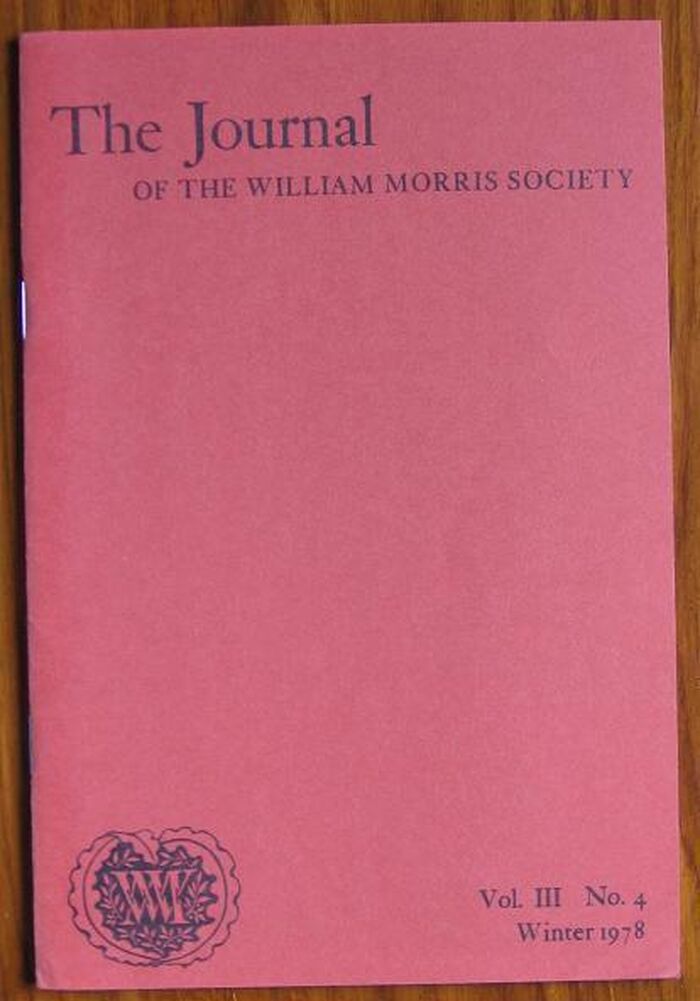 The Journal
OF THE WILLIAM MORRIS SOCIETY
Vol. III No. 4
Winter 1978